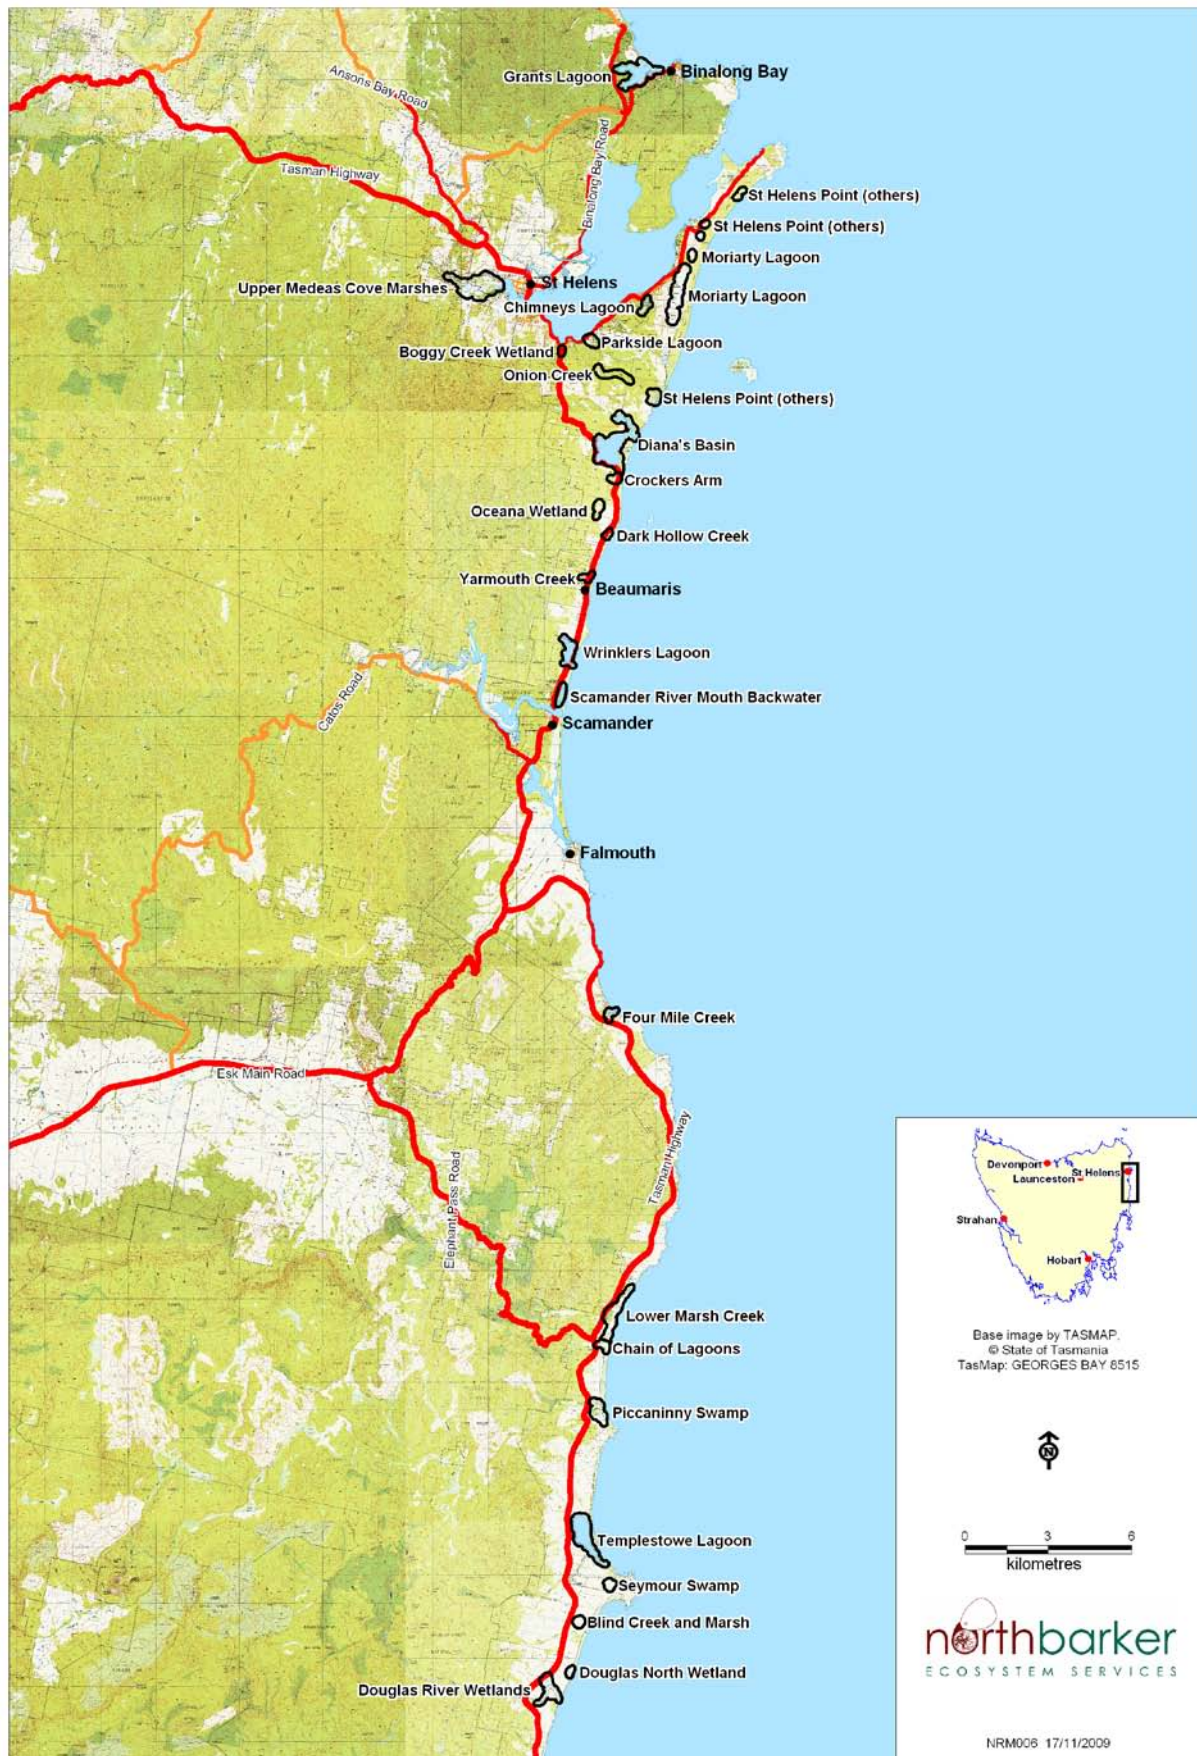 Grants Lagoon
Binalong Bay
Ansons Bay Road
Binalong Bay Road
Tasman Highway
St Helens Point (others)
St Helens Point (others)
Moriarty Lagoon
Upper Medeas Cove Marshes
St Helens
Moriarty Lagoon
Chimneys Lagoon
Parkside Lagoon
Boggy Creek Wetland
Onion Creek
St Helens Point (others)
Diana's Basin
Crockers Arm
Oceana Wetland
Dark Hollow Creek
Yarmouth Creek
Beaumaris
Wrinklers Lagoon
Catos Road
Scamander River Mouth Backwater
Scamander
Falmouth
Four Mile Creek
Esk Main Road
Tasman Highway
Elephant Pass Road
Lower Marsh Creek
Chain of Lagoons
Piccaninny Swamp
Templestowe Lagoon
Seymour Swamp
Blind Creek and Marsh
Douglas North Wetland
Douglas River Wetlands
Devonport
St Helens
Launceston
Strahan
Hobart
Base image by TASMAP.
© State of Tasmania
TasMap: GEORGES BAY 8515
N
0 3 6
kilometres
northbarker
ECOSYSTEM SERVICES
NRM006 17/11/2009